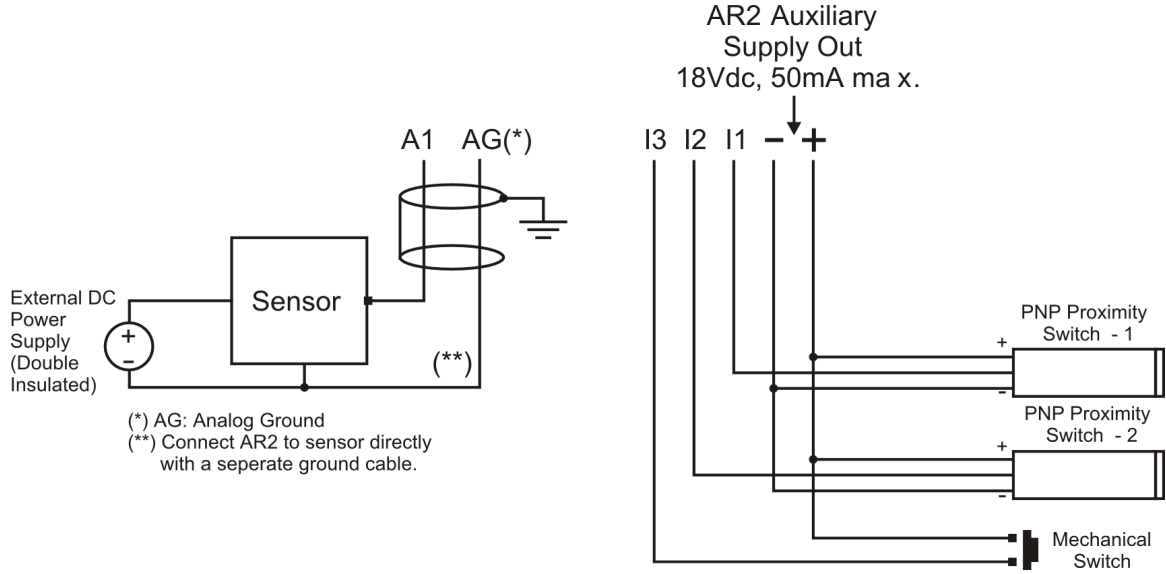 AR2 Auxiliary
Supply Out
18Vdc, 50mA ma x.
A1 AG(*)
I3 I2 I1 − +
External DC
Power
Supply
(Double
Insulated)
+
−
Sensor
(**)
(*) AG: Analog Ground
(**) Connect AR2 to sensor directly
with a seperate ground cable.
PNP Proximity
Switch - 1
+
-
PNP Proximity
Switch - 2
+
-
Mechanical
Switch